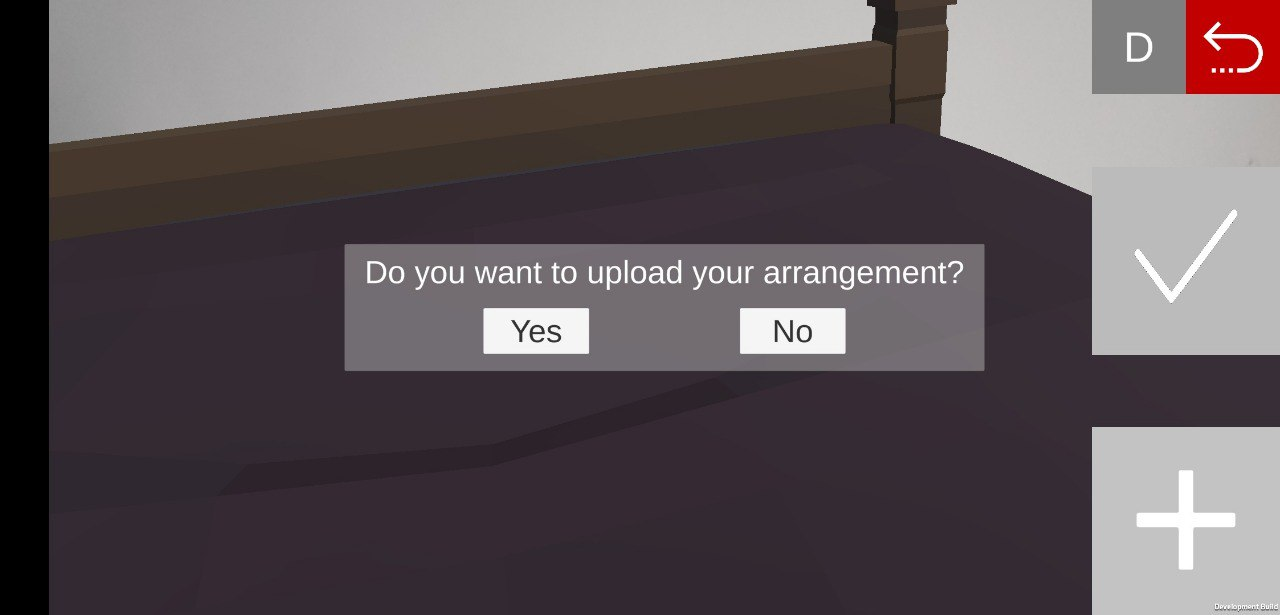 D
Do you want to upload your arrangement?
Yes No
Development Build